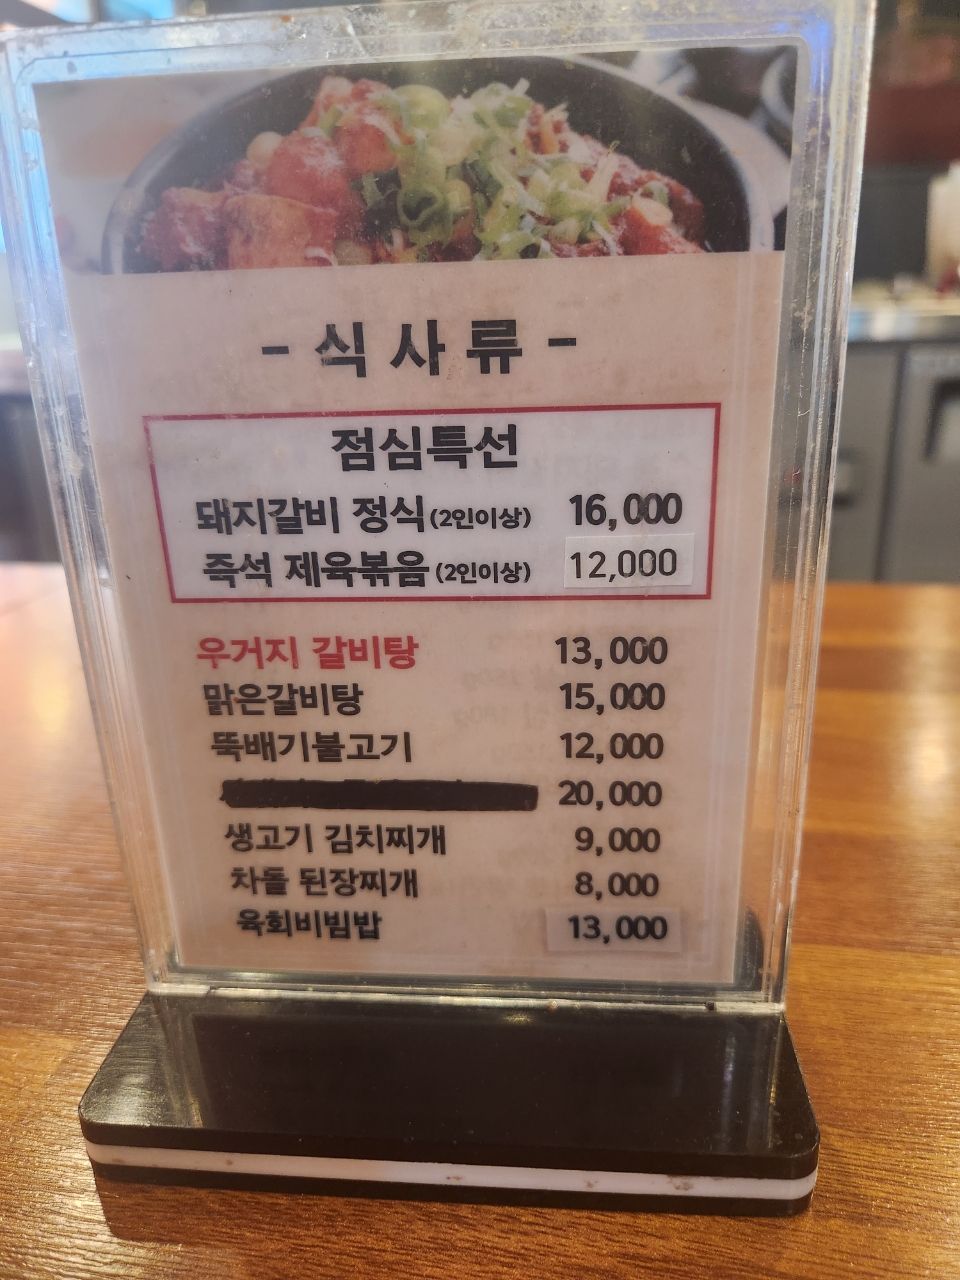 - 식사류 -
점심특선
돼지갈비 정식(2인이상) 16,000
즉석 제육볶음(2인이상) 12,000
우거지 갈비탕 13,000
맑은갈비탕 15,000
뚝배기불고기 12,000
20,000
생고기 김치찌개 9,000
차돌 된장찌개 8,000
육회비빔밥 13,000